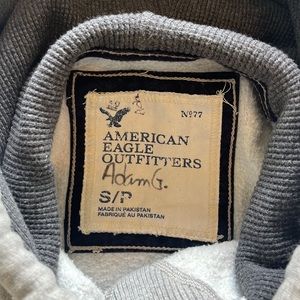 Nº77
AMERICAN
EAGLE
OUTFITTERS
Adam G.
S/P
MADE IN PAKISTAN
FABRIQUÉ AU PAKISTAN